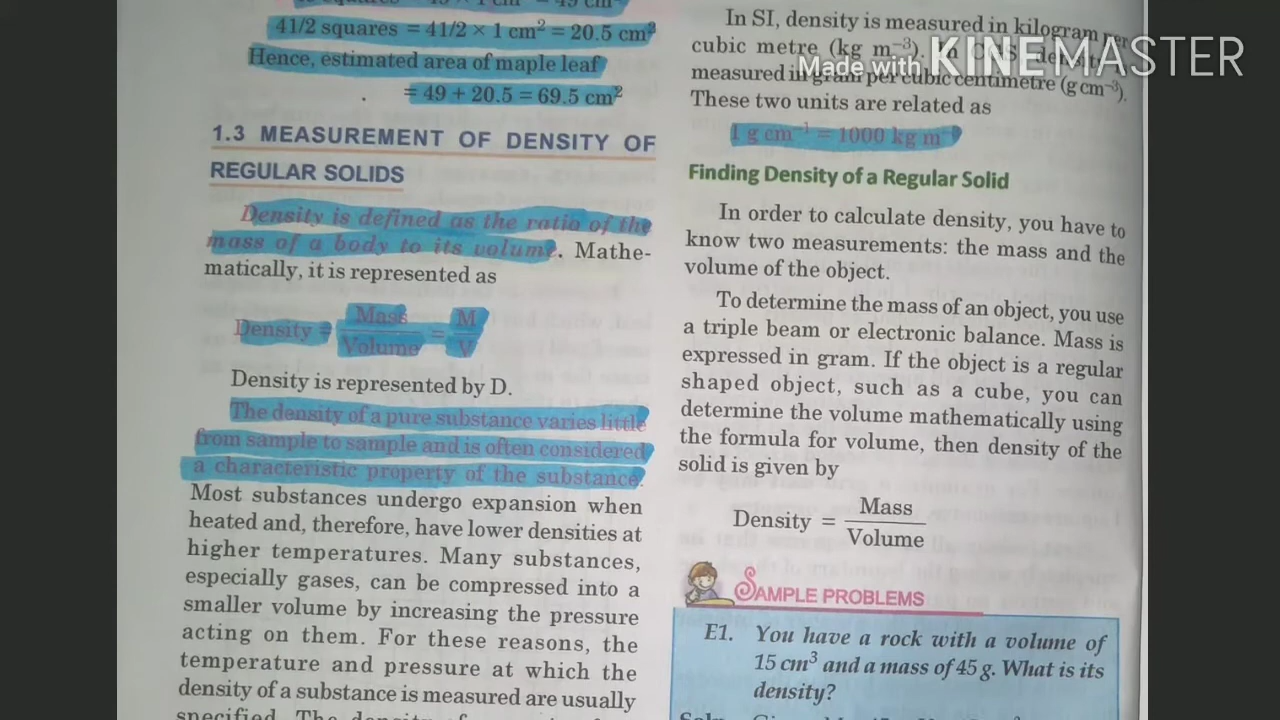 41/2 squares = 41/2 × 1 cm² = 20.5 cm²
Hence, estimated area of maple leaf
= 49 + 20.5 = 69.5 cm²
1.3 MEASUREMENT OF DENSITY OF
REGULAR SOLIDS
Density is defined as the ratio of the
mass of a body to its volume. Mathe-
matically, it is represented as
Density = Mass/Volume = M/V
Density is represented by D.
The density of a pure substance varies little
from sample to sample and is often considered
a characteristic property of the substance.
Most substances undergo expansion when
heated and, therefore, have lower densities at
higher temperatures. Many substances,
especially gases, can be compressed into a
smaller volume by increasing the pressure
acting on them. For these reasons, the
temperature and pressure at which the
density of a substance is measured are usually
In SI, density is measured in kilogram per
cubic metre (kg m⁻³). density
Made with KINEMASTER
measured in gram per cubic centimetre (g cm⁻³).
These two units are related as
1 g cm⁻¹ = 1000 kg m
Finding Density of a Regular Solid
In order to calculate density, you have to
know two measurements: the mass and the
volume of the object.
To determine the mass of an object, you use
a triple beam or electronic balance. Mass is
expressed in gram. If the object is a regular
shaped object, such as a cube, you can
determine the volume mathematically using
the formula for volume, then density of the
solid is given by
Density = Mass/Volume
SAMPLE PROBLEMS
E1. You have a rock with a volume of
15 cm³ and a mass of 45 g. What is its
density?